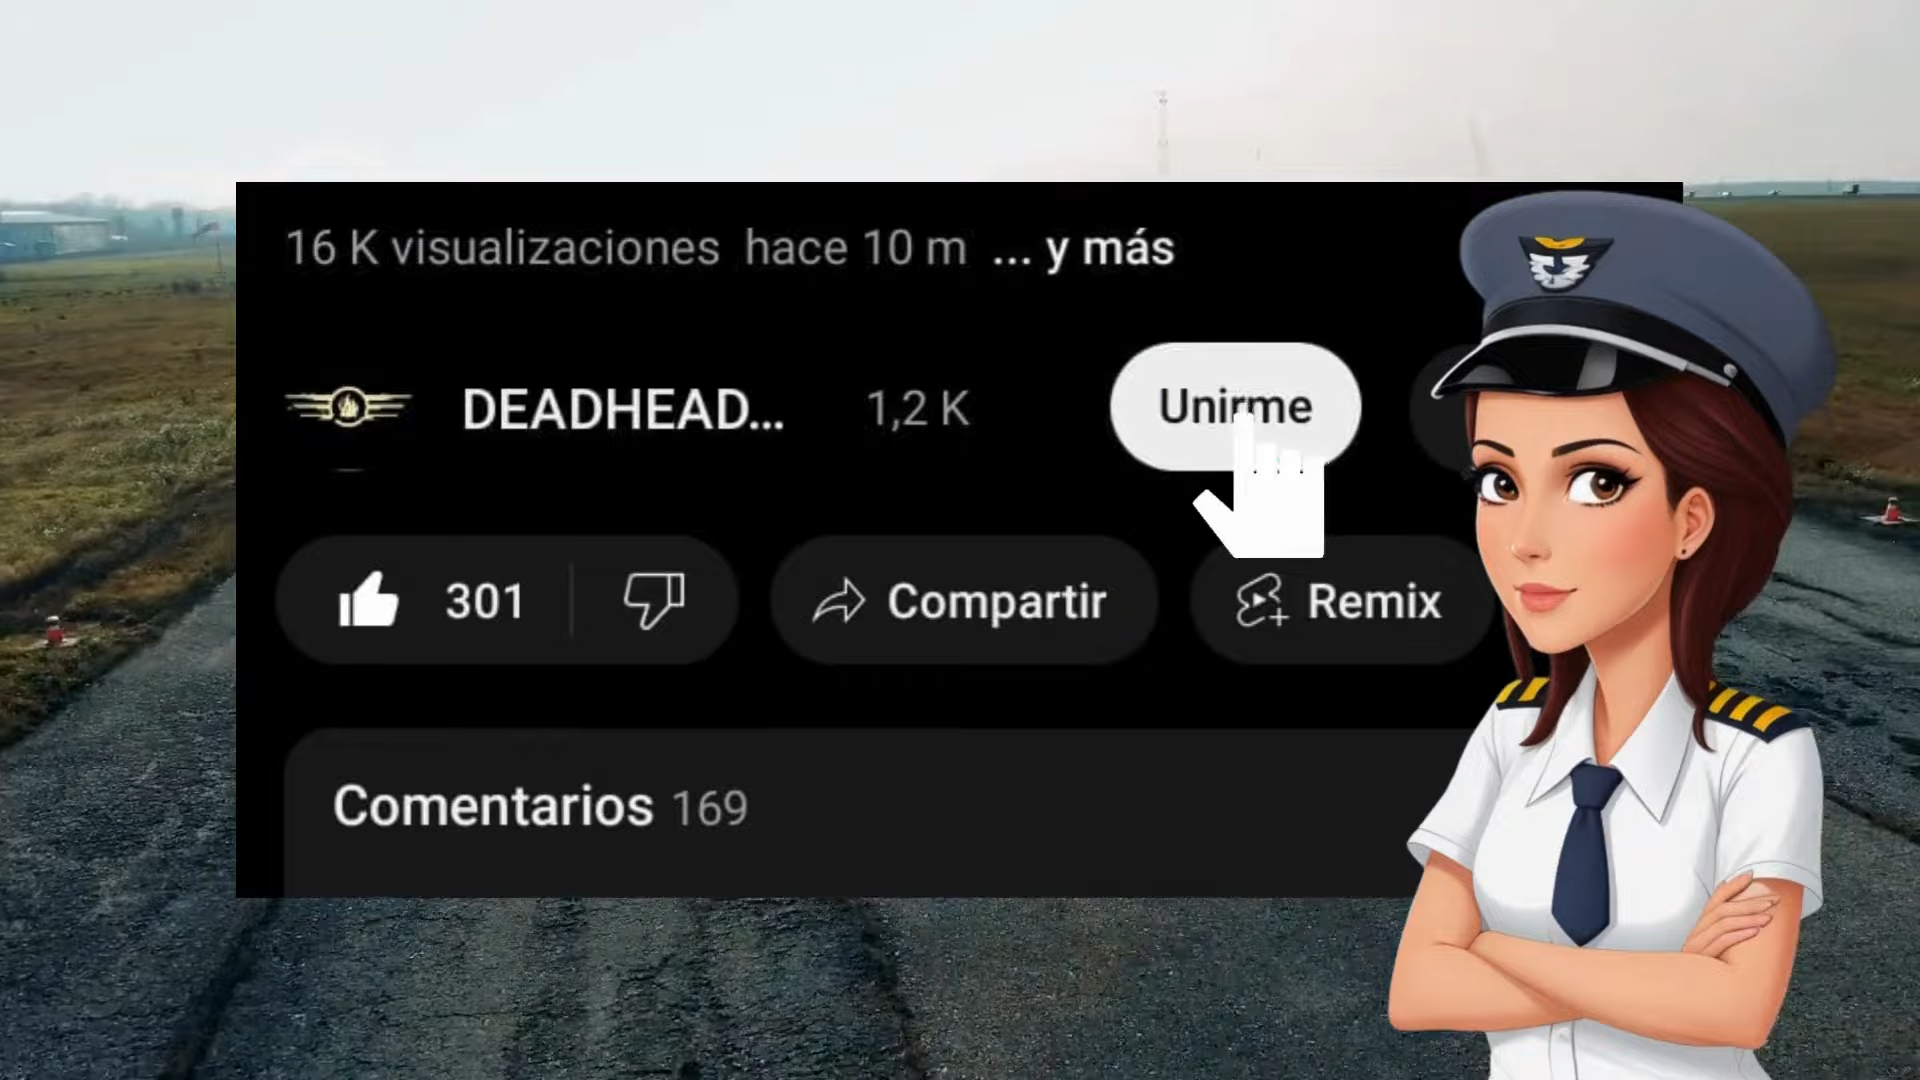 16 K visualizaciones hace 10 m ... y más
DEADHEAD... 1,2 K Unirme
301 Compartir Remix
Comentarios 169